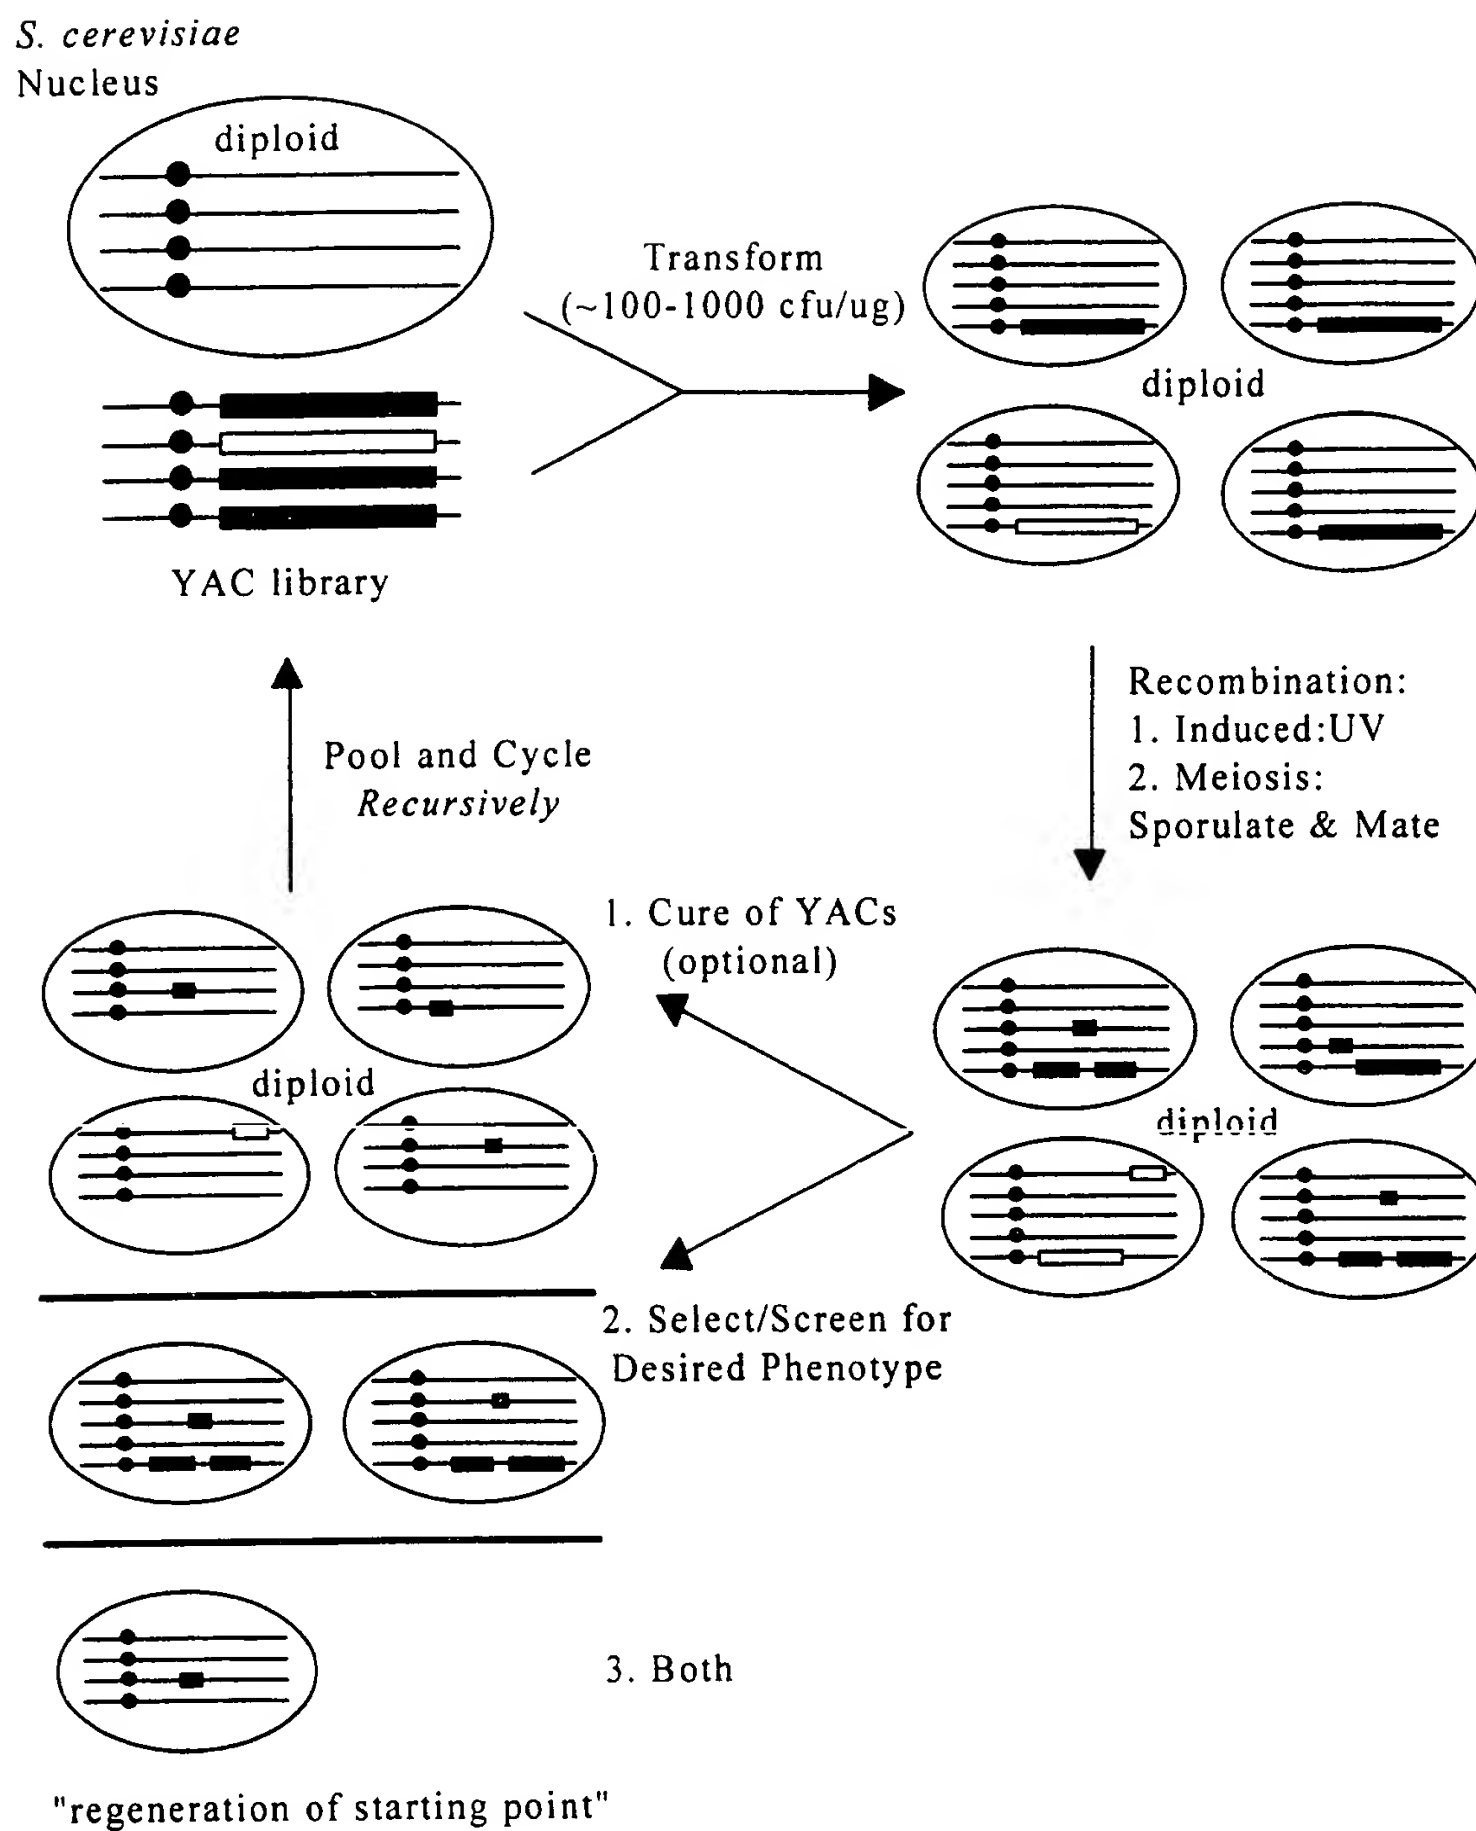 S. cerevisiae
Nucleus
diploid
Transform
(~100-1000 cfu/ug)
diploid
YAC library
Recombination:
1. Induced:UV
2. Meiosis:
Sporulate & Mate
Pool and Cycle
Recursively
1. Cure of YACs
(optional)
diploid
diploid
2. Select/Screen for
Desired Phenotype
3. Both
"regeneration of starting point"